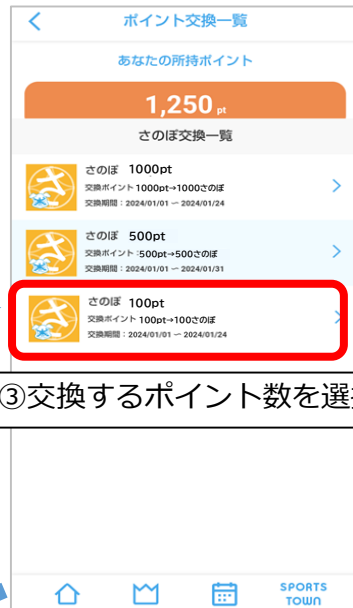 ポイント交換一覧
あなたの所持ポイント
1,250 pt
さのぽ交換一覧
さのぽ 1000pt
交換ポイント 1000pt→1000さのぽ
交換期間：2024/01/01 ～ 2024/01/24
さのぽ 500pt
交換ポイント：500pt→500さのぽ
交換期間：2024/01/01 ～ 2024/01/31
さのぽ 100pt
交換ポイント 100pt→100さのぽ
交換期間：2024/01/01 ～ 2024/01/24
③交換するポイント数を選
SPORTS
TOWN